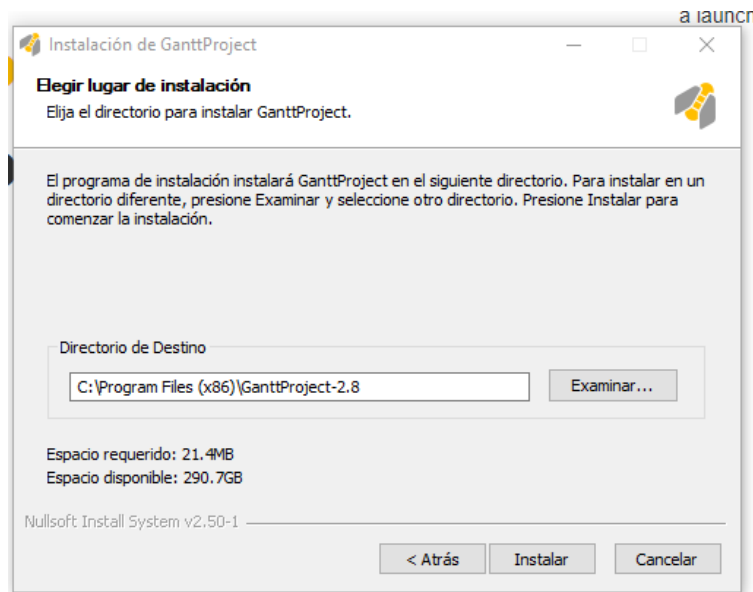 a launch
Instalación de GanttProject
Elegir lugar de instalación
Elija el directorio para instalar GanttProject.
El programa de instalación instalará GanttProject en el siguiente directorio. Para instalar en un
directorio diferente, presione Examinar y seleccione otro directorio. Presione Instalar para
comenzar la instalación.
Directorio de Destino
C:\Program Files (x86)\GanttProject-2.8
Examinar...
Espacio requerido: 21.4MB
Espacio disponible: 290.7GB
Nullsoft Install System v2.50-1
< Atrás Instalar Cancelar